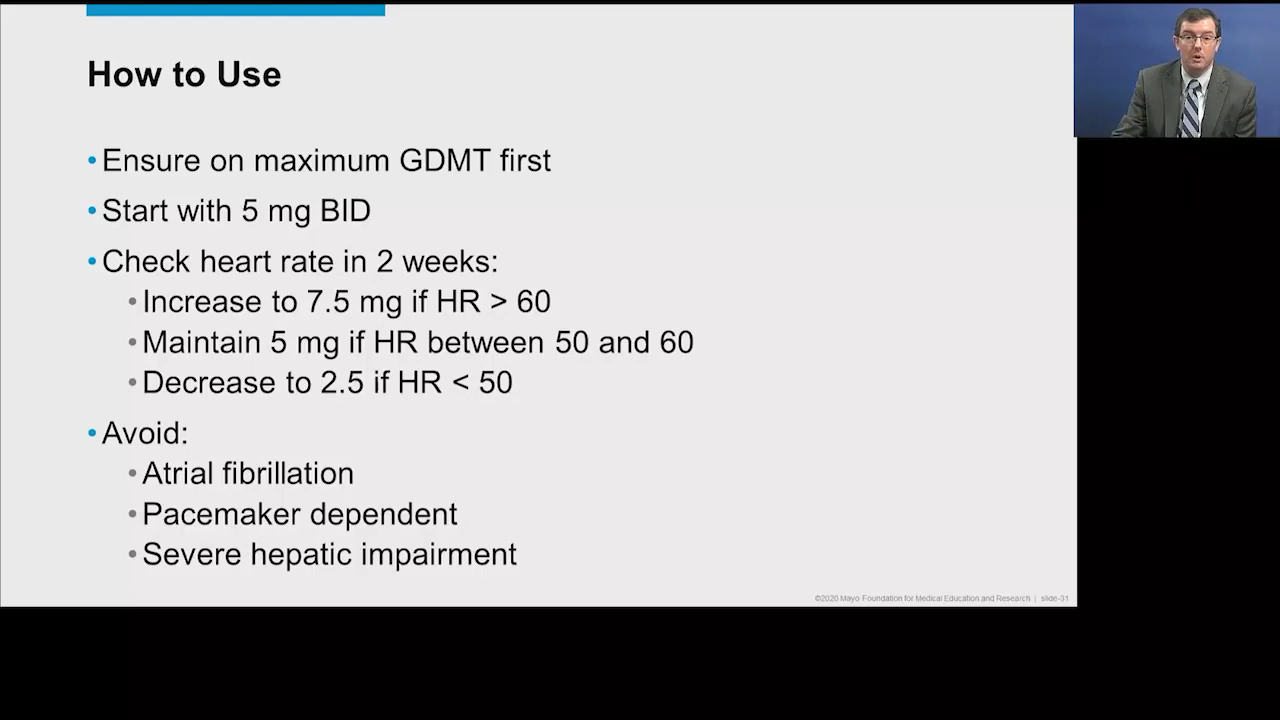 How to Use
•Ensure on maximum GDMT first
•Start with 5 mg BID
•Check heart rate in 2 weeks:
•Increase to 7.5 mg if HR > 60
•Maintain 5 mg if HR between 50 and 60
•Decrease to 2.5 if HR < 50
•Avoid:
•Atrial fibrillation
•Pacemaker dependent
•Severe hepatic impairment
©2020 Mayo Foundation for Medical Education and Research | slide-31